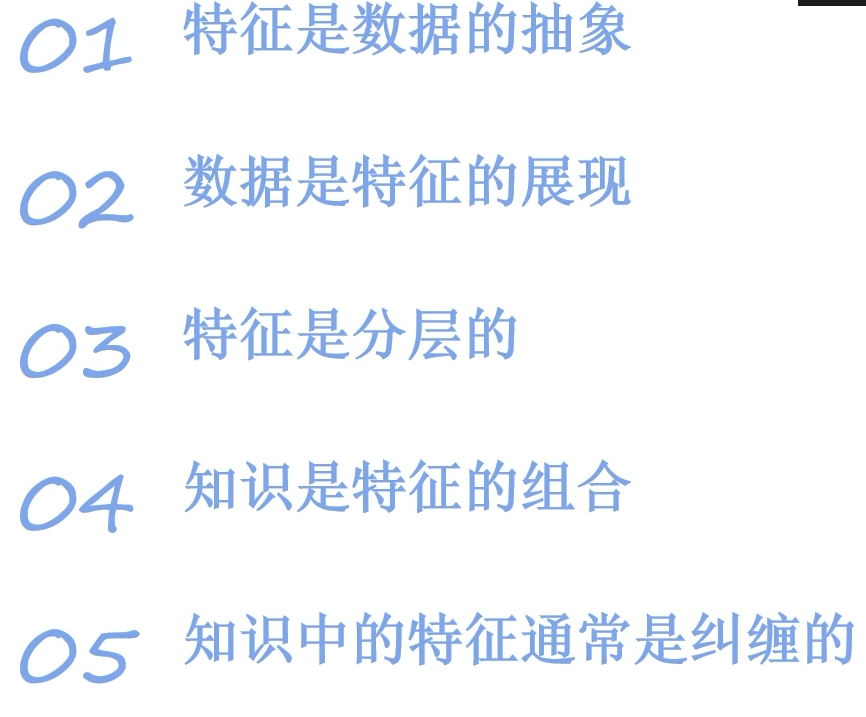 01 特征是数据的抽象
02 数据是特征的展现
03 特征是分层的
04 知识是特征的组合
05 知识中的特征通常是纠缠的